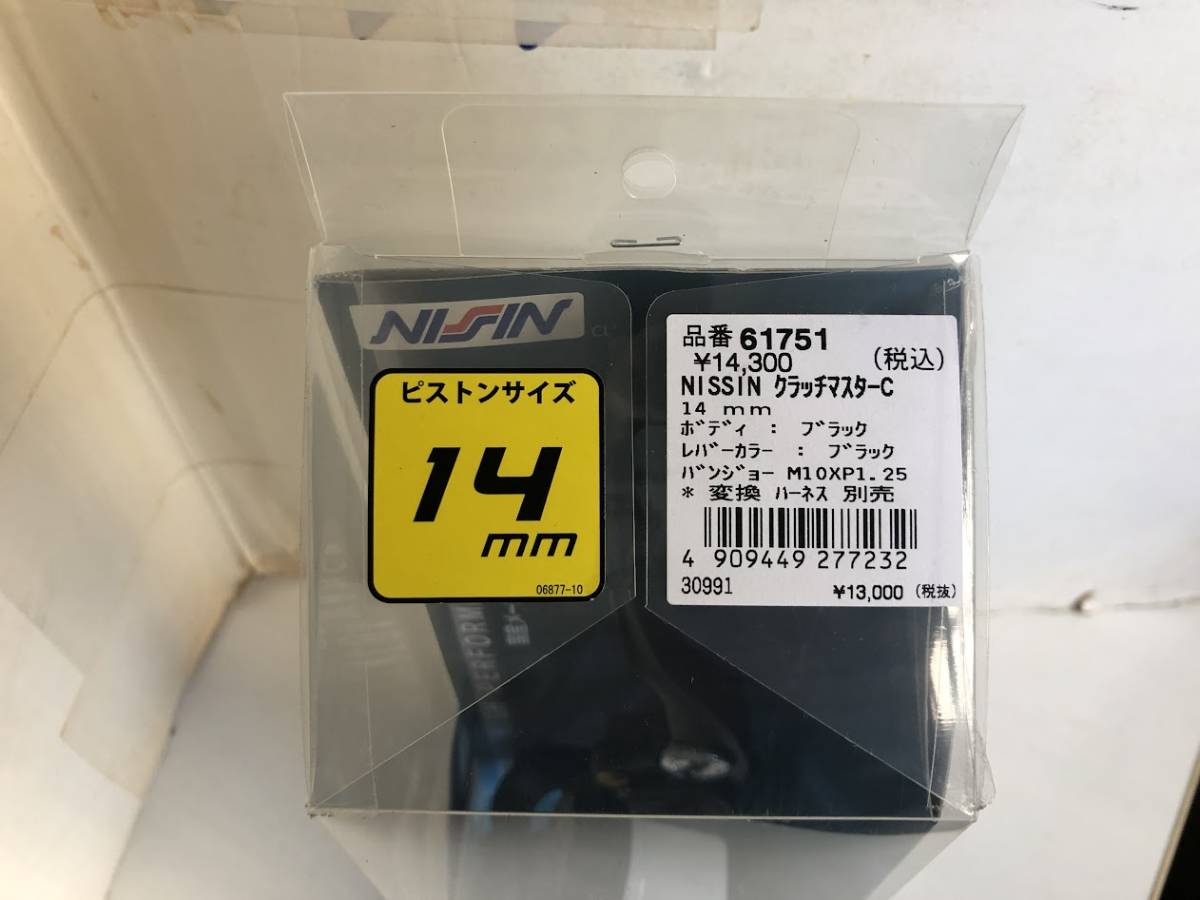 NISSIN
CL
ピストンサイズ
14
mm
06877-10
品番 61751
¥14,300 (税込)
NISSIN クラッチマスターC
14 mm
ボディ : ブラック
レバーカラー : ブラック
バンジョー M10XP1.25
* 変換 ハーネス 別売
4 909449 277232
30991 ¥13,000 (税抜)